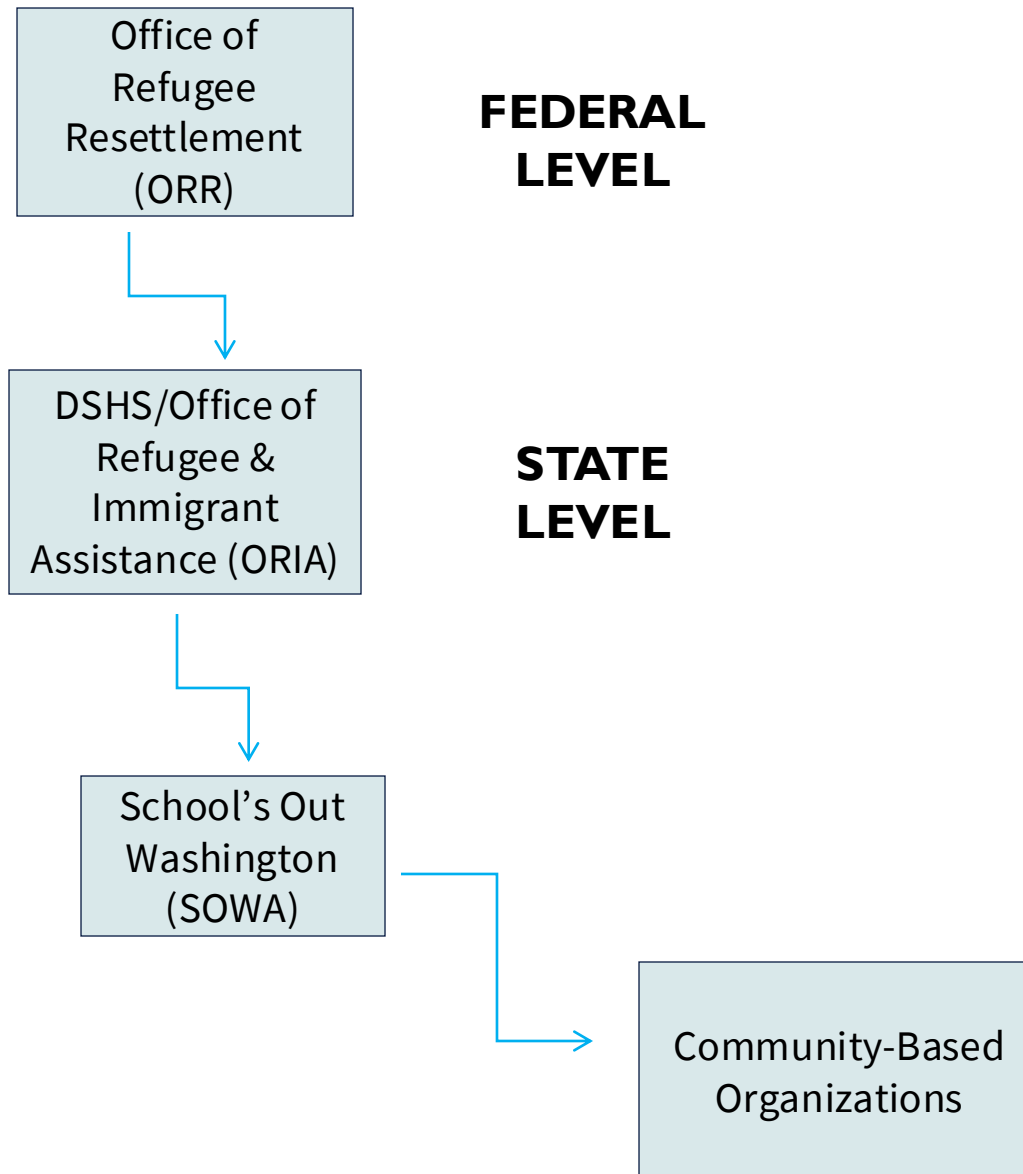 Office of
Refugee
Resettlement
(ORR)
FEDERAL
LEVEL
DSHS/Office of
Refugee &
Immigrant
Assistance (ORIA)
STATE
LEVEL
School’s Out
Washington
(SOWA)
Community-Based
Organizations